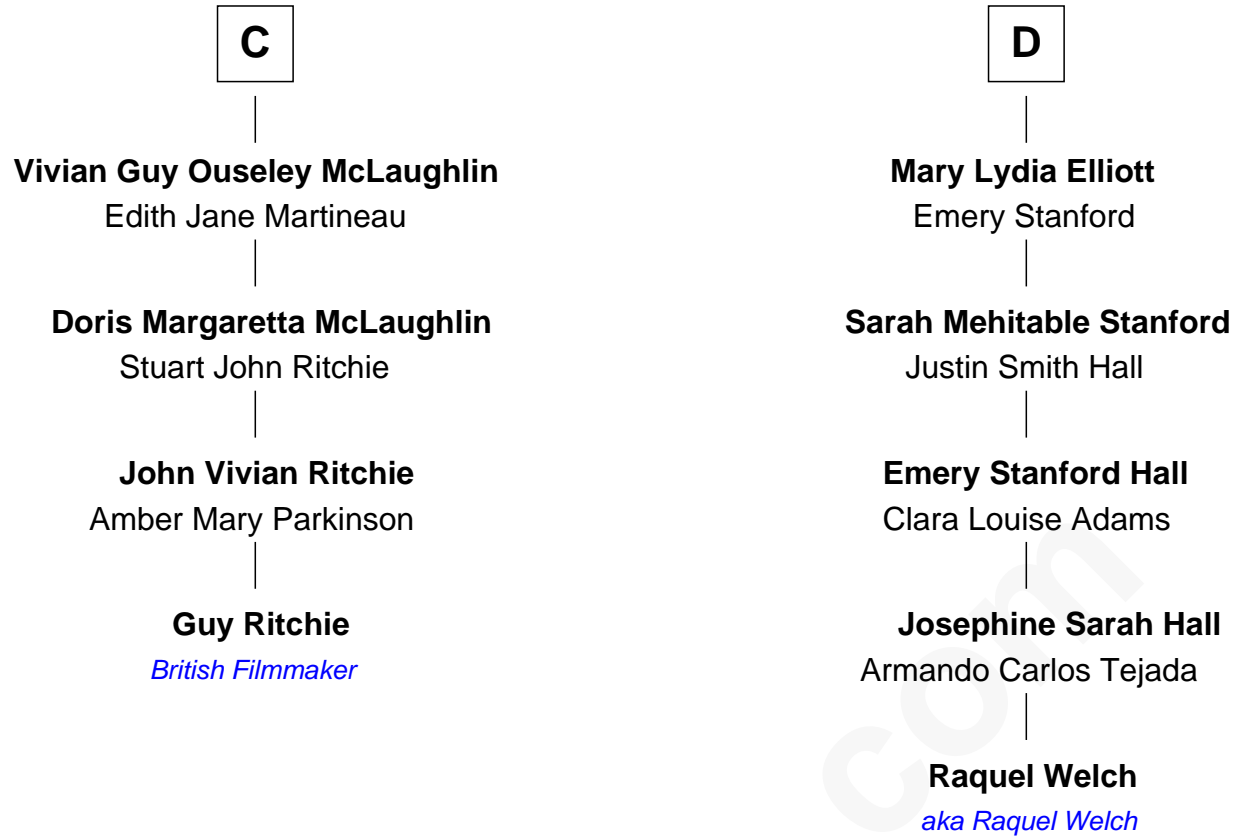 C
Vivian Guy Ouseley McLaughlin
Edith Jane Martineau
Doris Margaretta McLaughlin
Stuart John Ritchie
John Vivian Ritchie
Amber Mary Parkinson
Guy Ritchie
British Filmmaker
D
Mary Lydia Elliott
Emery Stanford
Sarah Mehitable Stanford
Justin Smith Hall
Emery Stanford Hall
Clara Louise Adams
Josephine Sarah Hall
Armando Carlos Tejada
Raquel Welch
aka Raquel Welch
com